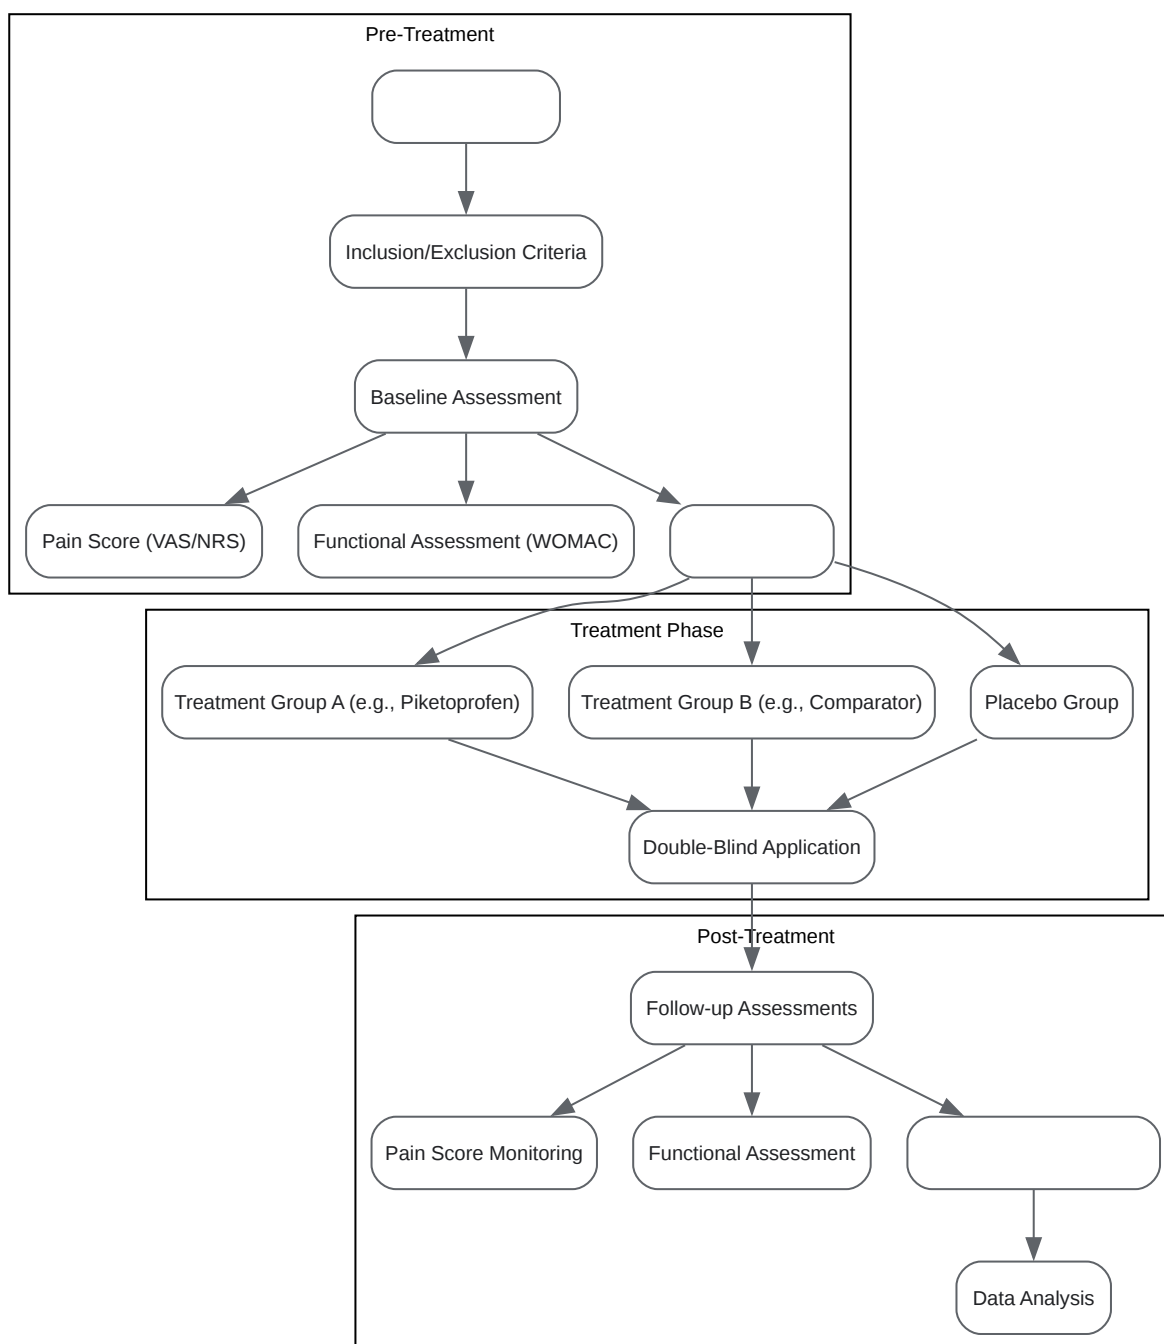 Pre-Treatment
Inclusion/Exclusion Criteria
Baseline Assessment
Pain Score (VAS/NRS)
Functional Assessment (WOMAC)
Treatment Phase
Treatment Group A (e.g., Piketoprofen)
Treatment Group B (e.g., Comparator)
Placebo Group
Double-Blind Application
Post-Treatment
Follow-up Assessments
Pain Score Monitoring
Functional Assessment
Data Analysis